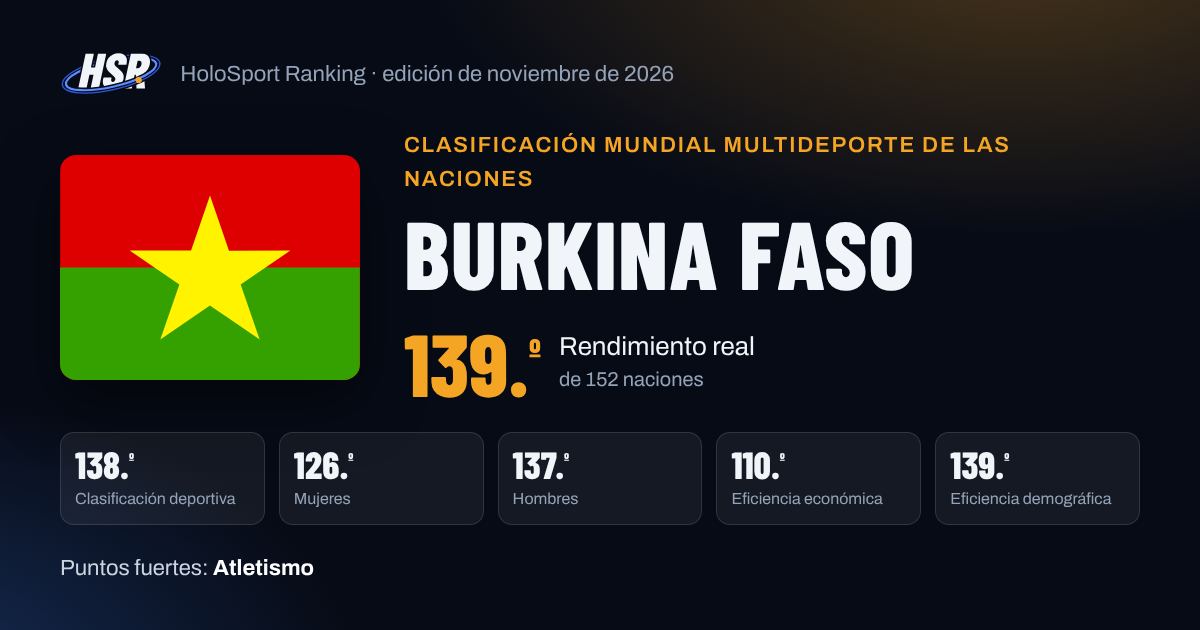 HSR
HoloSport Ranking · edición de noviembre de 2026
CLASIFICACIÓN MUNDIAL MULTIDEPORTE DE LAS
NACIONES
BURKINA FASO
139.º Rendimiento real
de 152 naciones
138.º
Clasificación deportiva
126.º
Mujeres
137.º
Hombres
110.º
Eficiencia económica
139.º
Eficiencia demográfica
Puntos fuertes: Atletismo